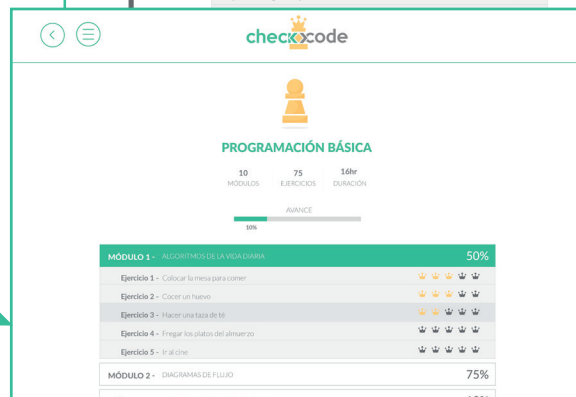 checkcode
PROGRAMACIÓN BÁSICA
10 75 16hr
MÓDULOS EJERCICIOS DURACIÓN
AVANCE
10%
MÓDULO 1 - ALGORITMOS DE LA VIDA DIARIA 50%
Ejercicio 1 - Colocar la mesa para comer
Ejercicio 2 - Cocer un huevo
Ejercicio 3 - Hacer una taza de té
Ejercicio 4 - Fregar los platos del almuerzo
Ejercicio 5 - Ir al cine
MÓDULO 2 - DIAGRAMAS DE FLUJO 75%